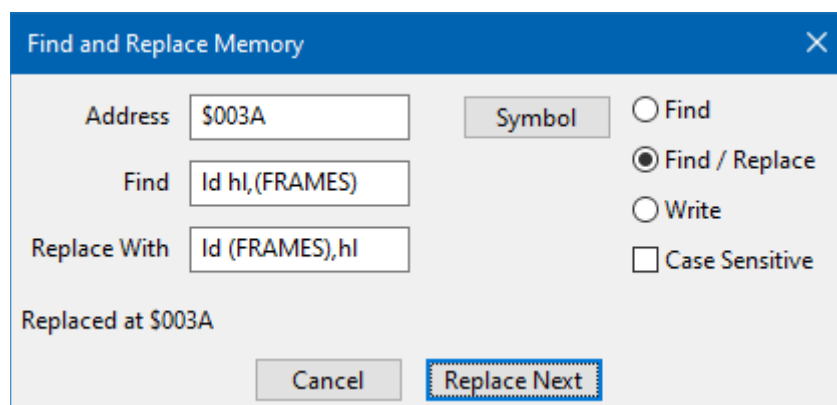 Find and Replace Memory
Address $003A Symbol Find
Find ld hl,(FRAMES) Find / Replace
Replace With ld (FRAMES),hl Write
Case Sensitive
Replaced at $003A
Cancel Replace Next